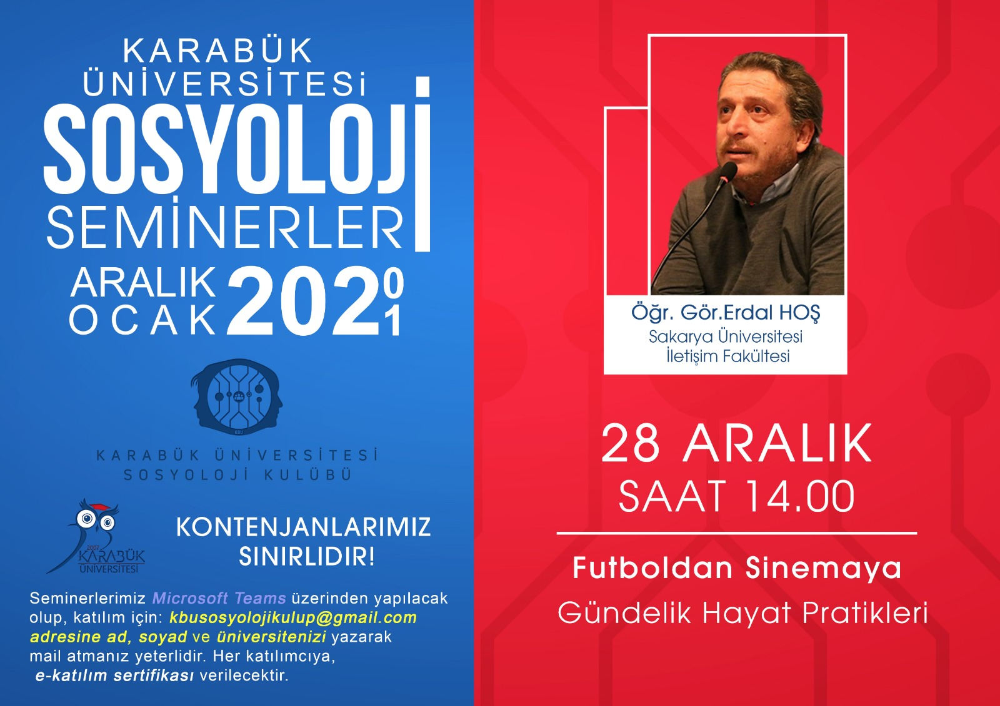 KARABÜK
ÜNİVERSİTESi
SOSYOLOJİ
SEMİNERLERİ
ARALIK 2020
OCAK 2021
KBU
KARABÜK ÜNİVERSİTESİ
SOSYOLOJİ KULÜBÜ
2007
KARABÜK
ÜNİVERSİTESİ
KONTENJANLARIMIZ
SINIRLIDIR!
Seminerlerimiz Microsoft Teams üzerinden yapılacak
olup, katılım için: kbusosyolojikulup@gmail.com
adresine ad, soyad ve üniversitenizi yazarak
mail atmanız yeterlidir. Her katılımcıya,
e-katılım sertifikası verilecektir.
Öğr. Gör.Erdal HOŞ
Sakarya Üniversitesi
İletişim Fakültesi
28 ARALIK
SAAT 14.00
Futboldan Sinemaya
Gündelik Hayat Pratikleri